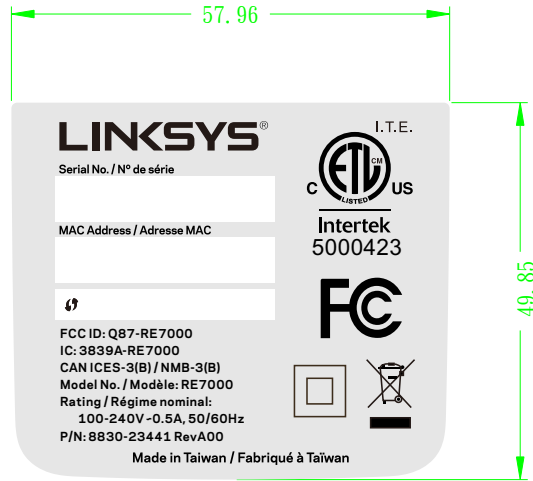 57.96
LINKSYS®
I.T.E.
Serial No. / N° de série
ETL CM
LISTED
C US
Intertek
5000423
MAC Address / Adresse MAC
49.85
FC
FCC ID: Q87-RE7000
IC: 3839A-RE7000
CAN ICES-3(B) / NMB-3(B)
Model No. / Modèle: RE7000
Rating / Régime nominal:
100-240V~0.5A, 50/60Hz
P/N: 8830-23441 RevA00
Made in Taiwan / Fabriqué à Taïwan